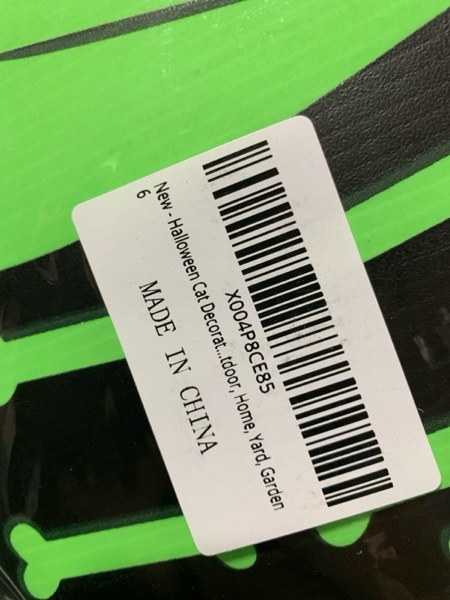 X004P8CE85
New - Halloween Cat Decorat...tdoor, Home, Yard, Garden
6
MADE IN CHINA